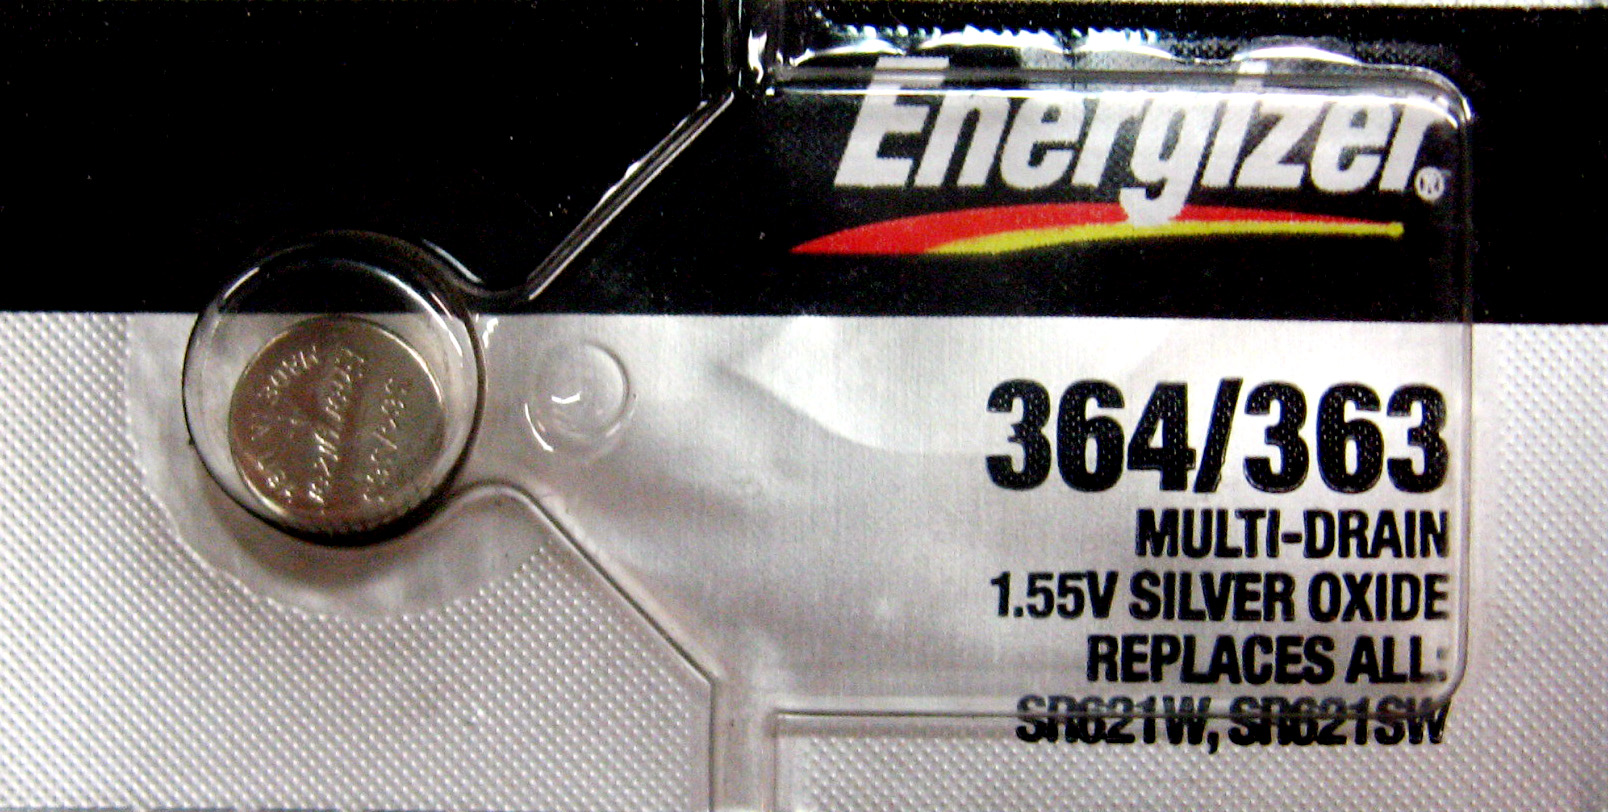 Energizer®
364/363
MULTI-DRAIN
1.55V SILVER OXIDE
REPLACES ALL:
SR621W, SR621SW